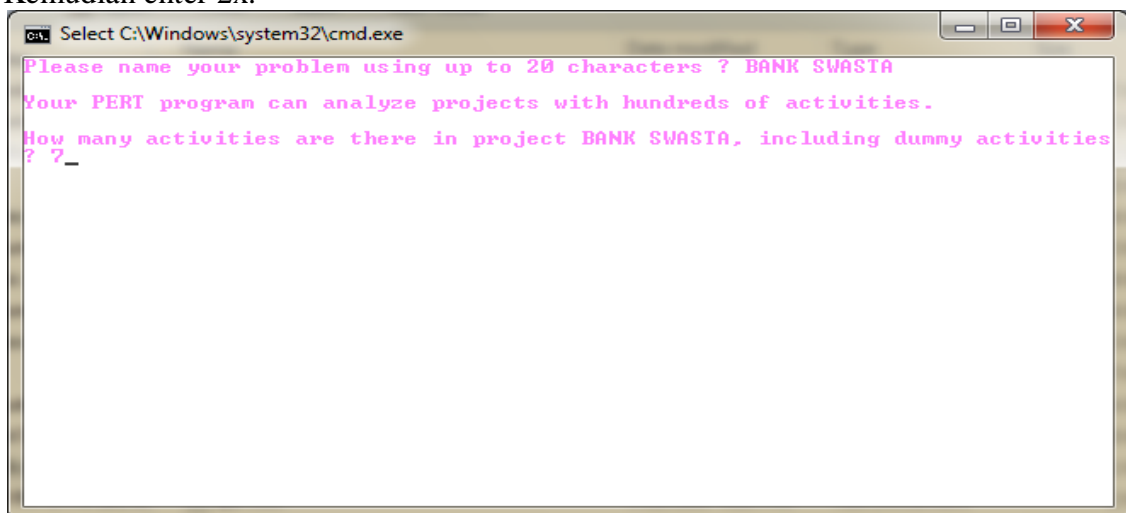 Kemudian enter 2x.
Select C:\Windows\system32\cmd.exe
Please name your problem using up to 20 characters ? BANK SWASTA
Your PERT program can analyze projects with hundreds of activities.
How many activities are there in project BANK SWASTA, including dummy activities
? 7_